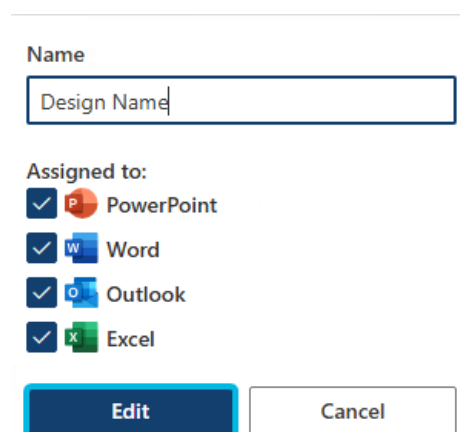 Name
Design Name
Assigned to:
P PowerPoint
W Word
O Outlook
X Excel
Edit Cancel